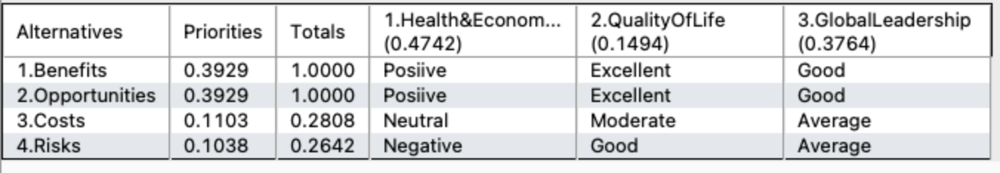 Alternatives Priorities Totals 1.Health&Econom... (0.4742) 2.QualityOfLife (0.1494) 3.GlobalLeadership (0.3764)
1.Benefits 0.3929 1.0000 Posiive Excellent Good
2.Opportunities 0.3929 1.0000 Posiive Excellent Good
3.Costs 0.1103 0.2808 Neutral Moderate Average
4.Risks 0.1038 0.2642 Negative Good Average